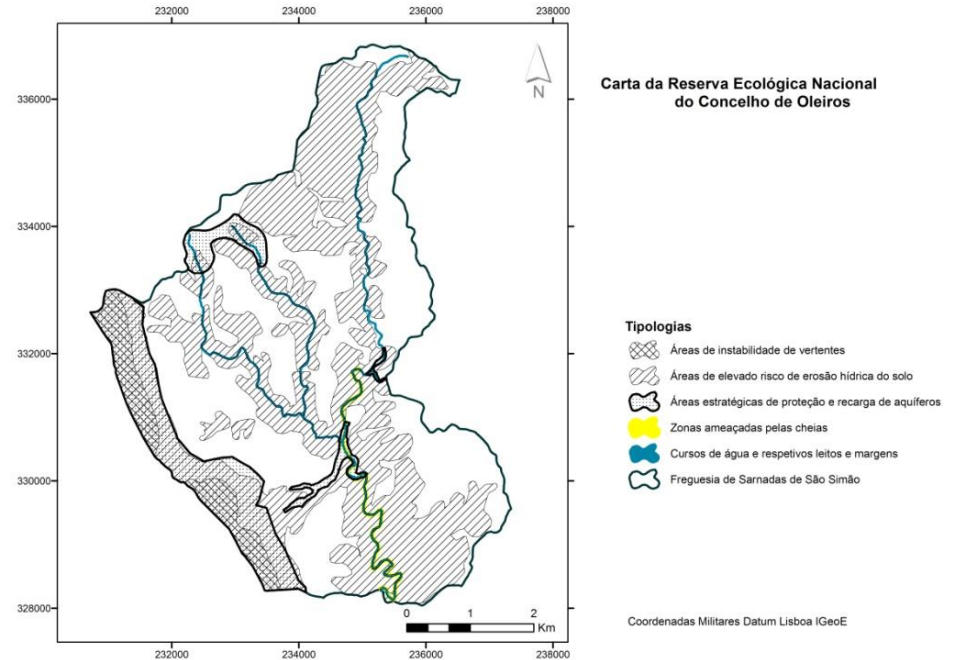 232000 234000 236000 238000
N
Carta da Reserva Ecológica Nacional
do Concelho de Oleiros
336000
334000
332000
330000
328000
Tipologias
Áreas de instabilidade de vertentes
Áreas de elevado risco de erosão hídrica do solo
Áreas estratégicas de proteção e recarga de aquíferos
Zonas ameaçadas pelas cheias
Cursos de água e respetivos leitos e margens
Freguesia de Sarnadas de São Simão
0 1 2
Km
Coordenadas Militares Datum Lisboa IGeoE
232000 234000 236000 238000